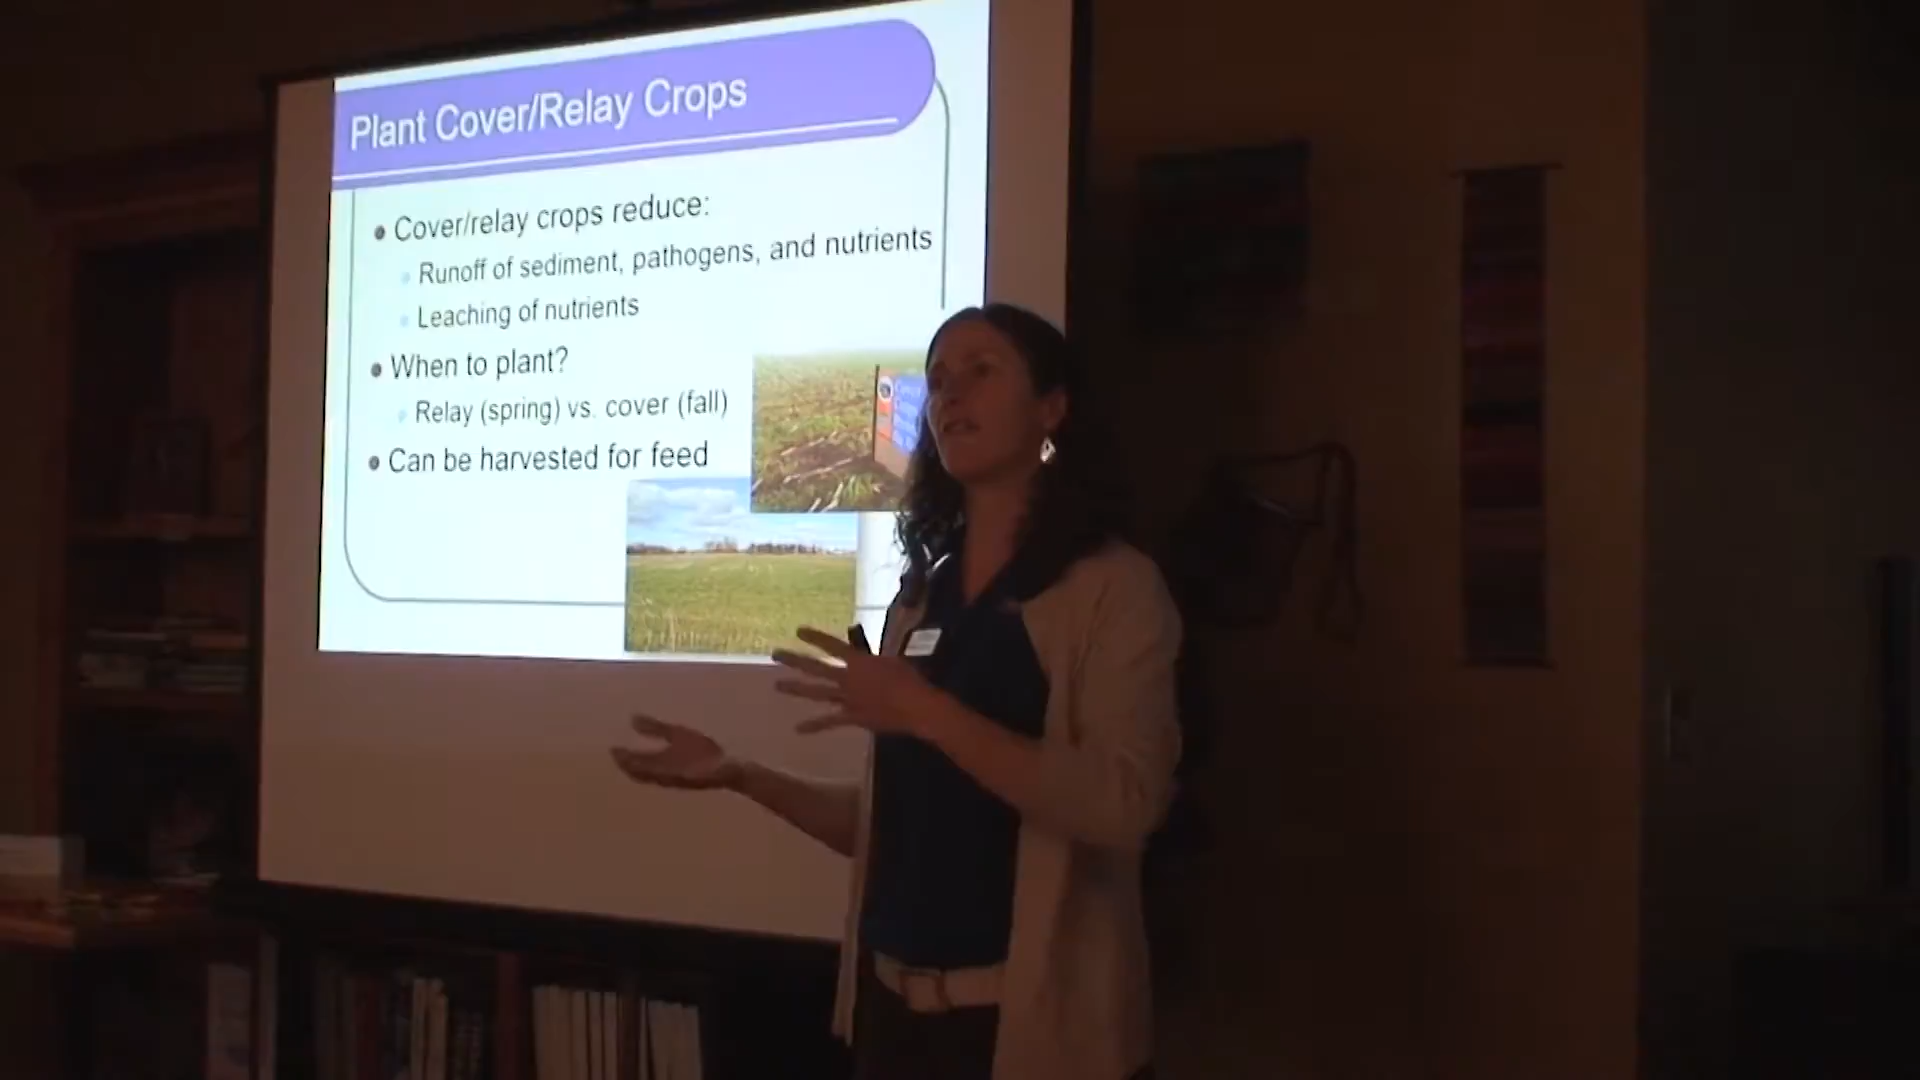 Plant Cover/Relay Crops
Cover/relay crops reduce:
Runoff of sediment, pathogens, and nutrients
Leaching of nutrients
When to plant?
Relay (spring) vs. cover (fall)
Can be harvested for feed